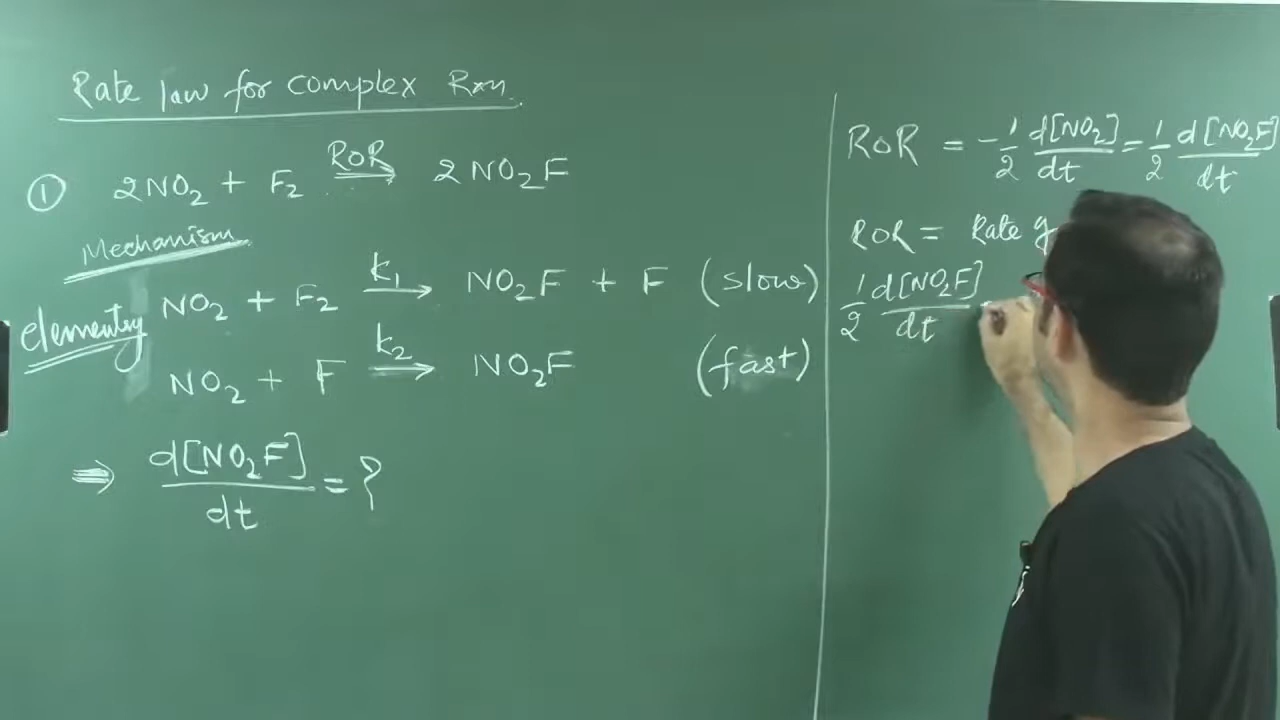 Rate law for complex Rxn.
① 2NO₂ + F₂ RoR → 2NO₂F
Mechanism
elementry
NO₂ + F₂ k₁ → NO₂F + F (slow)
NO₂ + F k₂ → NO₂F (fast)
⇒ d[NO₂F]/dt = ?
RoR = -1/2 d[NO₂]/dt = 1/2 d[NO₂F]/dt
RoR = Rate
1/2 d[NO₂F]/dt